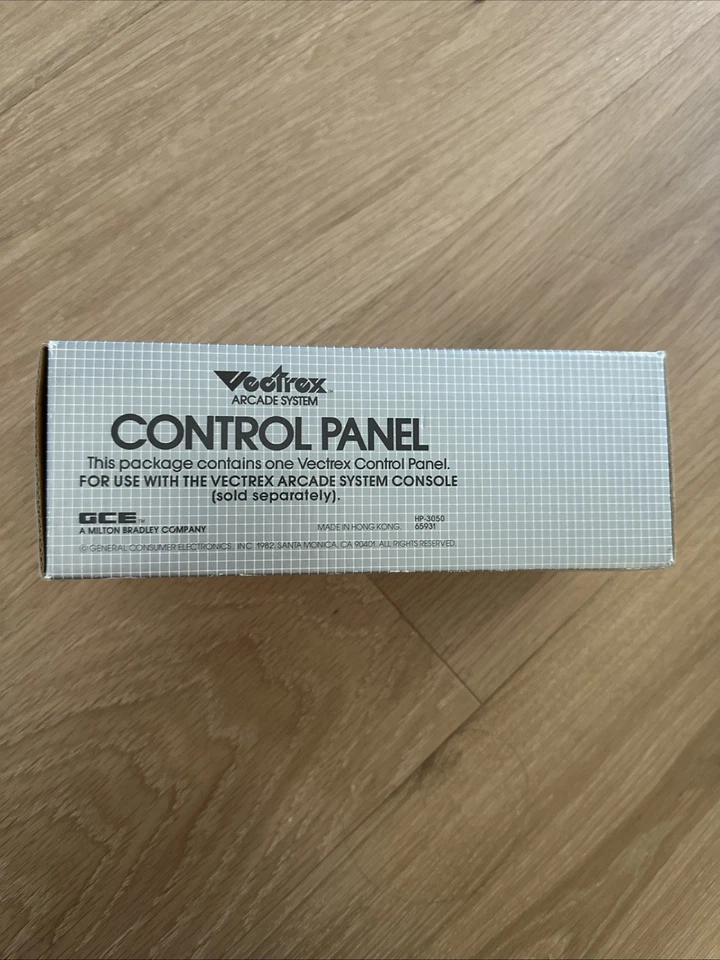 Vectrex™
ARCADE SYSTEM
CONTROL PANEL
This package contains one Vectrex Control Panel.
FOR USE WITH THE VECTREX ARCADE SYSTEM CONSOLE
(sold separately).
GCE™
A MILTON BRADLEY COMPANY
MADE IN HONG KONG
HP-3050
65931
© GENERAL CONSUMER ELECTRONICS, INC. 1982, SANTA MONICA, CA 90401. ALL RIGHTS RESERVED.